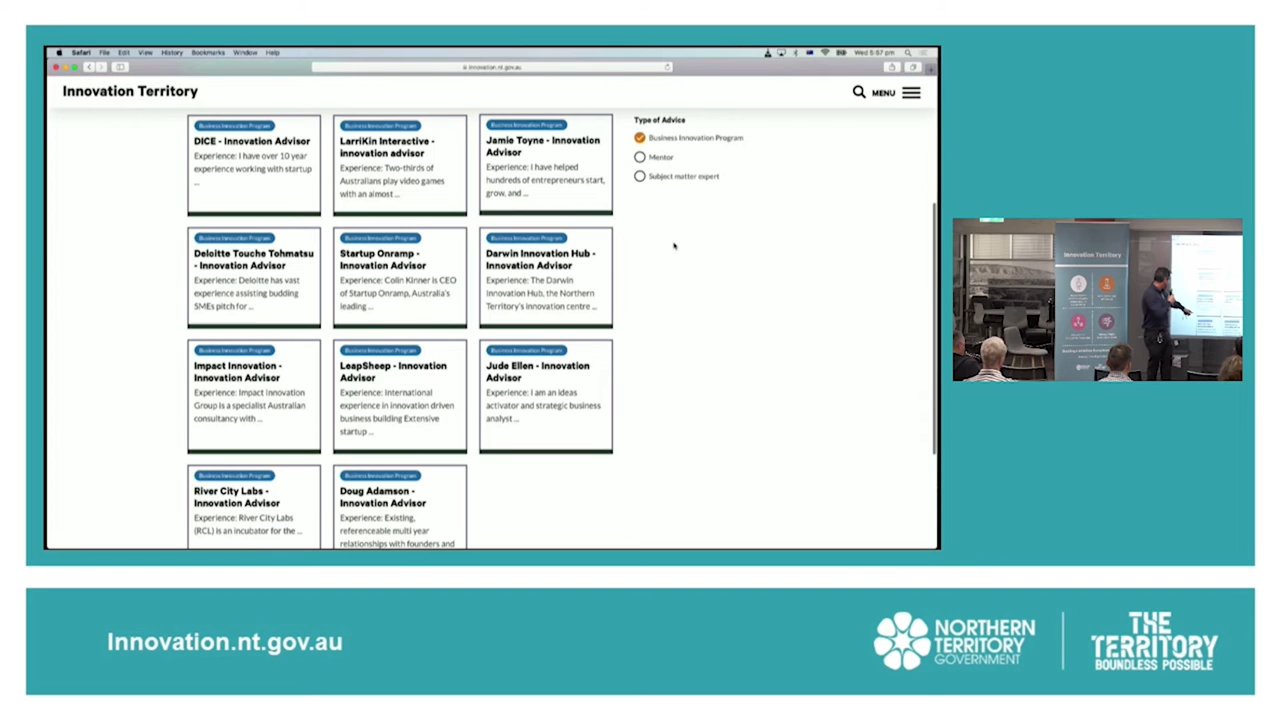 Safari File Edit View History Bookmarks Window Help
Wed 5:57 pm
innovation.nt.gov.au
Innovation Territory
MENU
Business Innovation Program
DICE - Innovation Advisor
Experience: I have over 10 year
experience working with startup
...
Business Innovation Program
LarriKin Interactive -
innovation advisor
Experience: Two-thirds of
Australians play video games
with an almost ...
Business Innovation Program
Jamie Toyne - Innovation
Advisor
Experience: I have helped
hundreds of entrepreneurs start,
grow, and ...
Type of Advice
Business Innovation Program
Mentor
Subject matter expert
Business Innovation Program
Deloitte Touche Tohmatsu
- Innovation Advisor
Experience: Deloitte has vast
experience assisting budding
SMEs pitch for ...
Business Innovation Program
Startup Onramp -
Innovation Advisor
Experience: Colin Kinner is CEO
of Startup Onramp, Australia's
leading ...
Business Innovation Program
Darwin Innovation Hub -
Innovation Advisor
Experience: The Darwin
Innovation Hub, the Northern
Territory's innovation centre ...
Business Innovation Program
Impact Innovation -
Innovation Advisor
Experience: Impact Innovation
Group is a specialist Australian
consultancy with ...
Business Innovation Program
LeapSheep - Innovation
Advisor
Experience: International
experience in innovation driven
business building Extensive
startup ...
Business Innovation Program
Jude Ellen - Innovation
Advisor
Experience: I am an ideas
activator and strategic business
analyst ...
Business Innovation Program
River City Labs -
Innovation Advisor
Experience: River City Labs
(RCL) is an incubator for the ...
Business Innovation Program
Doug Adamson -
Innovation Advisor
Experience: Existing,
referenceable multi year
relationships with founders and
Innovation Territory
Innovation.nt.gov.au
NORTHERN
TERRITORY
GOVERNMENT
THE
TERRITORY
BOUNDLESS POSSIBLE